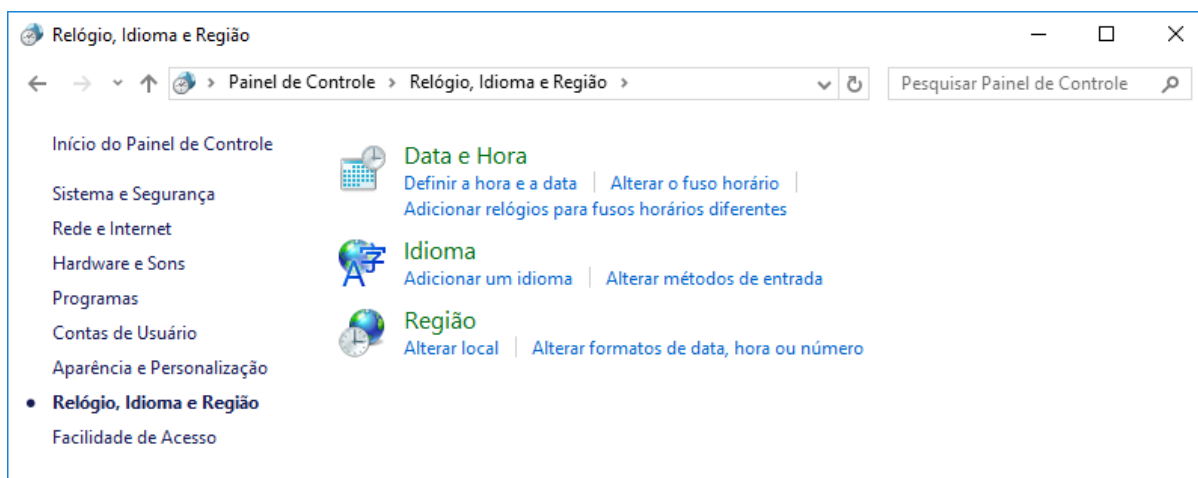 Relógio, Idioma e Região
Painel de Controle > Relógio, Idioma e Região >
Pesquisar Painel de Controle
Início do Painel de Controle
Sistema e Segurança
Rede e Internet
Hardware e Sons
Programas
Contas de Usuário
Aparência e Personalização
Relógio, Idioma e Região
Facilidade de Acesso
Data e Hora
Definir a hora e a data | Alterar o fuso horário |
Adicionar relógios para fusos horários diferentes
Idioma
Adicionar um idioma | Alterar métodos de entrada
Região
Alterar local | Alterar formatos de data, hora ou número